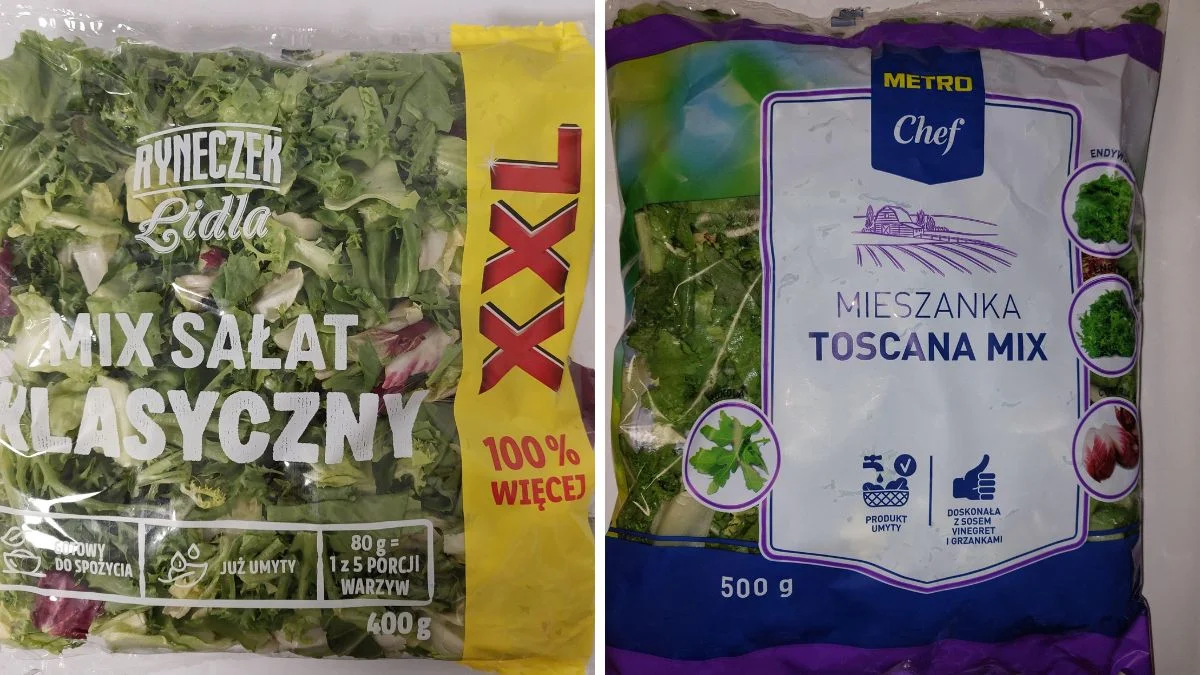 RYNECZEK
Lidla
MIX SAŁAT
KLASYCZNY
XXL
100%
WIĘCEJ
GOTOWY
DO SPOŻYCIA
JUŻ UMYTY
80 g =
1 z 5 PORCJI
WARZYW
400g
METRO
Chef
MIESZANKA
TOSCANA MIX
PRODUKT
UMYTY
DOSKONAŁA
Z SOSEM
VINEGRET
I GRZANKAMI
500 g